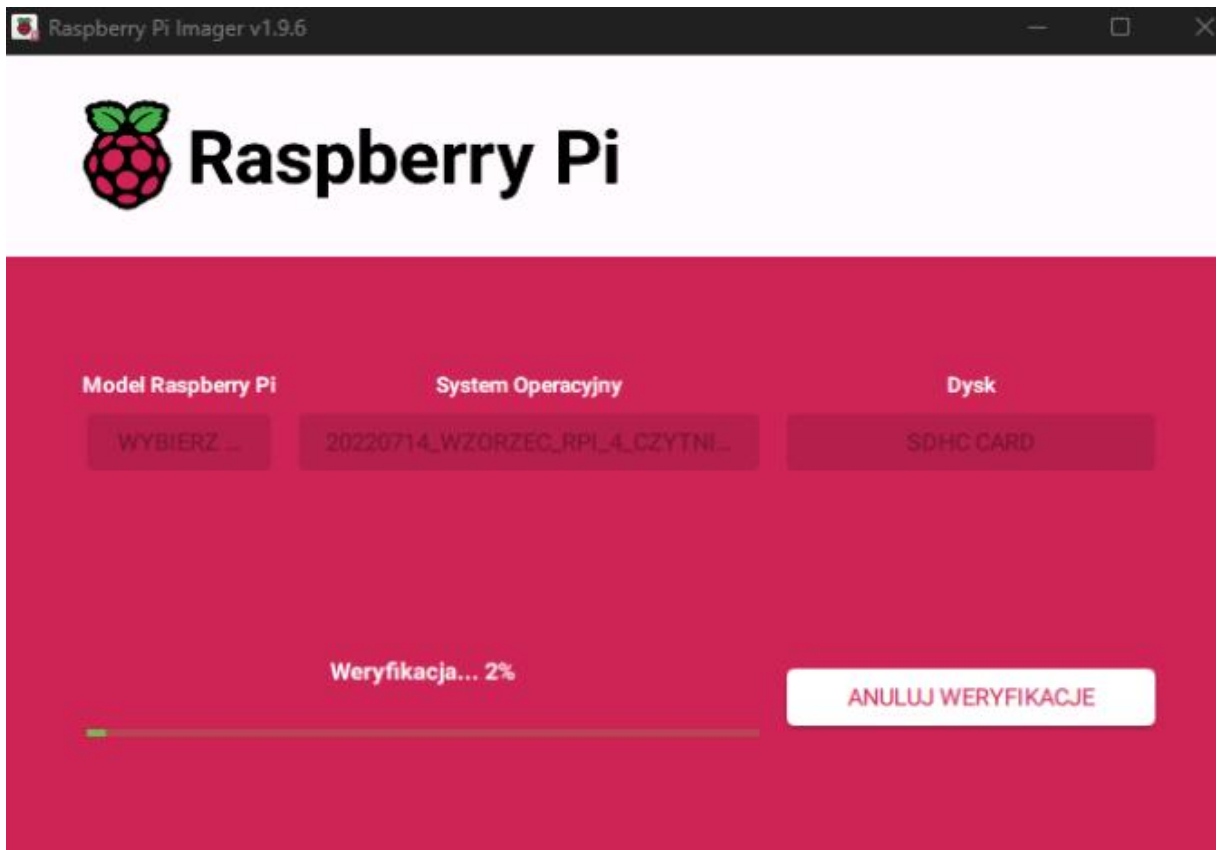 Raspberry Pi Imager v1.9.6
Raspberry Pi
Model Raspberry Pi
System Operacyjny
Dysk
WYBIERZ ...
20220714_WZORZEC_RPI_4_CZYTNI...
SDHC CARD
Weryfikacja... 2%
ANULUJ WERYFIKACJE